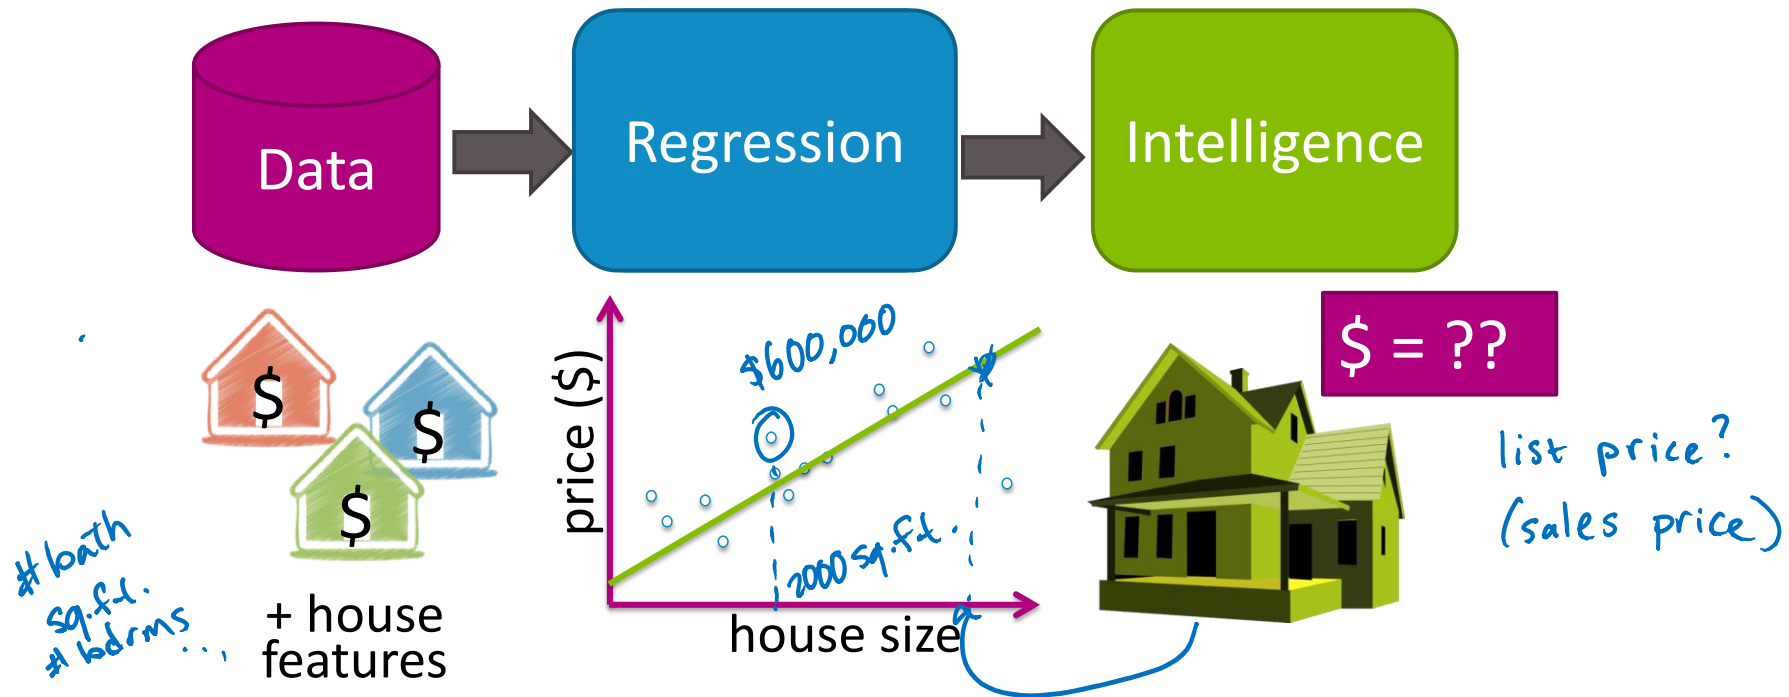 Data
Regression
Intelligence
$
$
$
+ house
features
#bath
sq.ft.
#bdrms ...
price ($)
$600,000
2000 sq.ft.
house size
$ = ??
list price?
(sales price)